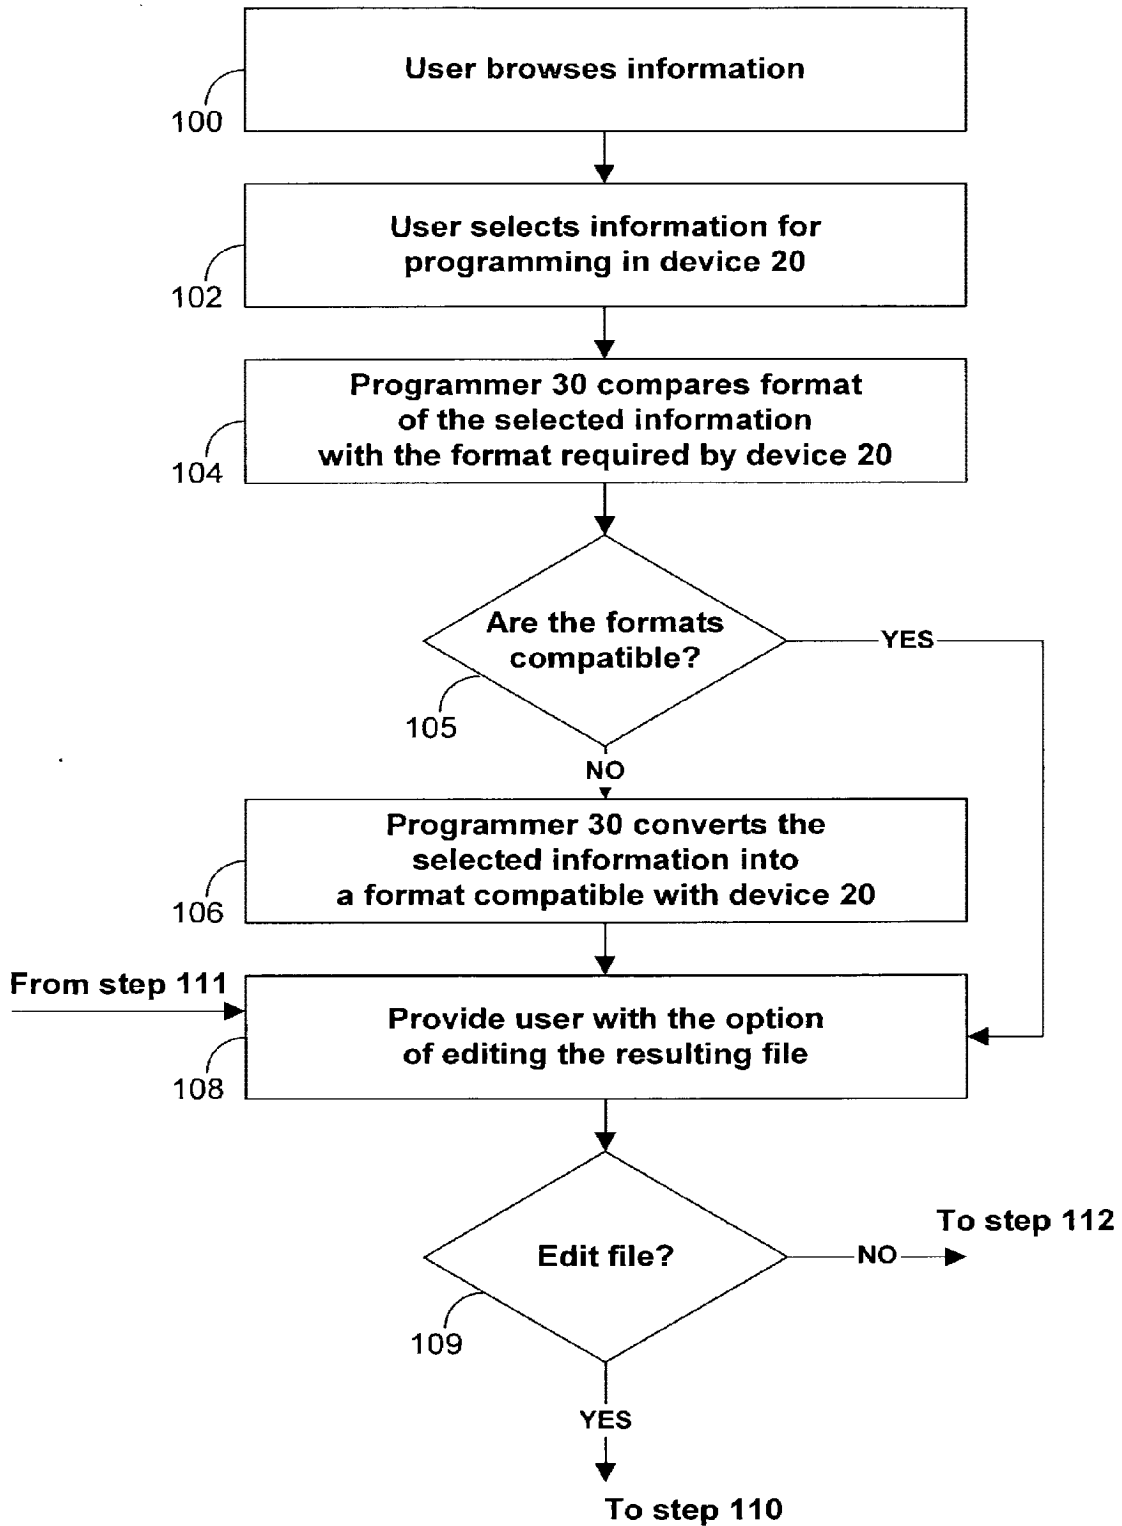 User browses information
100
User selects information for
programming in device 20
102
Programmer 30 compares format
of the selected information
with the format required by device 20
104
Are the formats
compatible?
YES
105
NO
Programmer 30 converts the
selected information into
a format compatible with device 20
106
From step 111
Provide user with the option
of editing the resulting file
108
To step 112
Edit file?
NO
109
YES
To step 110